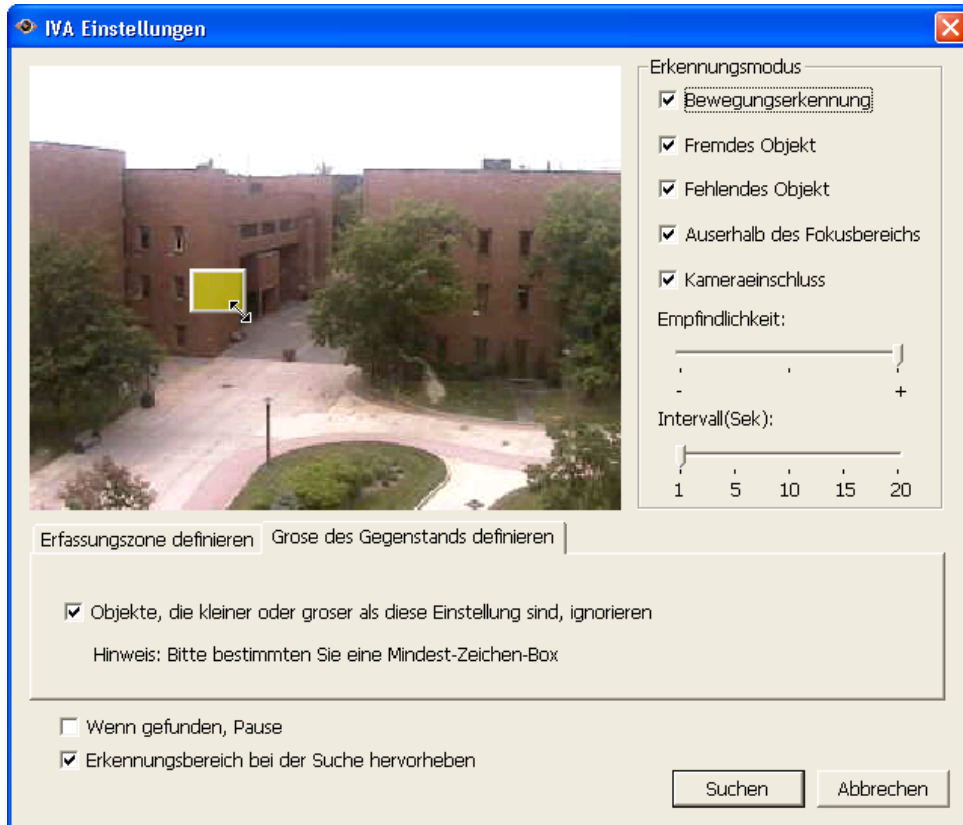 IVA Einstellungen
Erkennungsmodus
Bewegungserkennung
Fremdes Objekt
Fehlendes Objekt
Auserhalb des Fokusbereichs
Kameraeinschluss
Empfindlichkeit:
- +
Intervall(Sek):
1 5 10 15 20
Erfassungszone definieren Grose des Gegenstands definieren
Objekte, die kleiner oder groser als diese Einstellung sind, ignorieren
Hinweis: Bitte bestimmten Sie eine Mindest-Zeichen-Box
Wenn gefunden, Pause
Erkennungsbereich bei der Suche hervorheben
Suchen Abbrechen